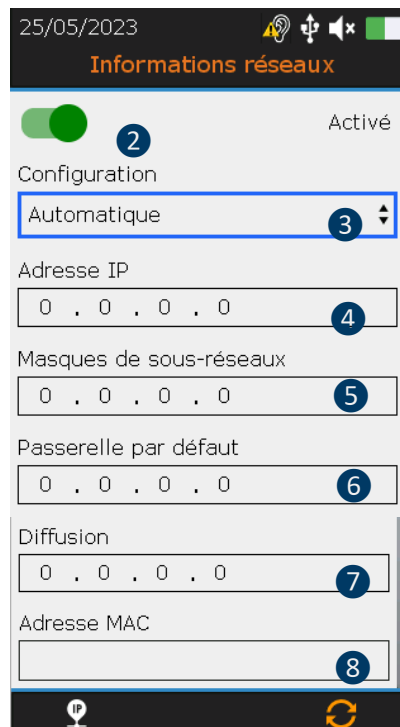 25/05/2023
Informations réseaux
2
Activé
Configuration
Automatique
3
Adresse IP
0 . 0 . 0 . 0
4
Masques de sous-réseaux
0 . 0 . 0 . 0
5
Passerelle par défaut
0 . 0 . 0 . 0
6
Diffusion
0 . 0 . 0 . 0
7
Adresse MAC
8
IP